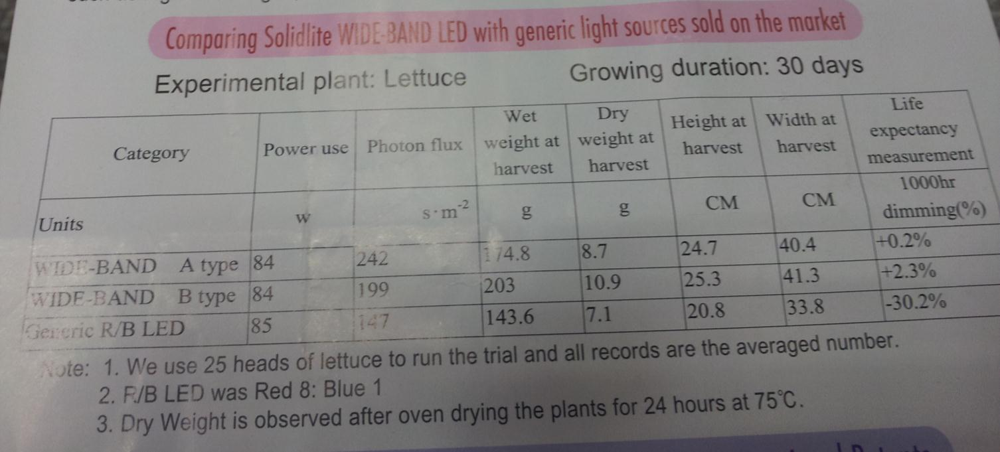 Comparing Solidlite WIDE-BAND LED with generic light sources sold on the market
Experimental plant: Lettuce Growing duration: 30 days
Category Power use Photon flux Wet weight at harvest Dry weight at harvest Height at harvest Width at harvest Life expectancy measurement
Units w s·m⁻² g g CM CM 1000hr dimming(%)
WIDE-BAND A type 84 242 174.8 8.7 24.7 40.4 +0.2%
WIDE-BAND B type 84 199 203 10.9 25.3 41.3 +2.3%
Generic R/B LED 85 147 143.6 7.1 20.8 33.8 -30.2%
Note: 1. We use 25 heads of lettuce to run the trial and all records are the averaged number.
2. R/B LED was Red 8: Blue 1
3. Dry Weight is observed after oven drying the plants for 24 hours at 75°C.